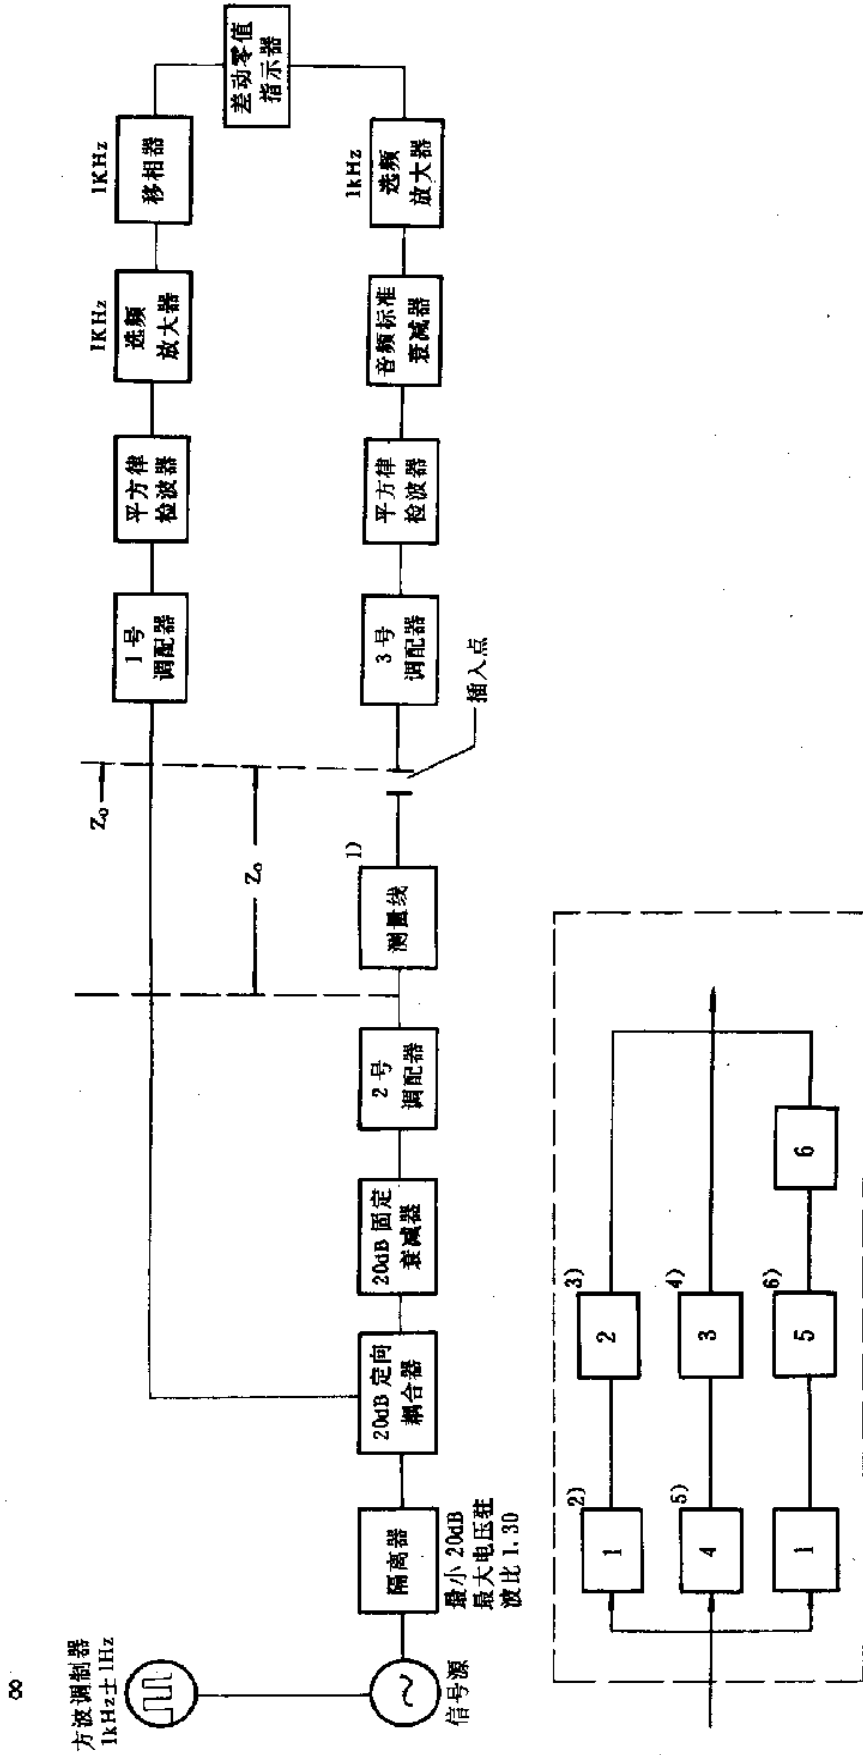 8
方波调制器
1kHz±1Hz
信号源
隔离器
最小 20dB
最大电压驻
波比 1.30
20dB 定向
耦合器
20dB 固定
衰减器
2 号
调配器
测量线
1)
Z₀
Z₀
插入点
1 号
调配器
平方律
检波器
1KHz
选频
放大器
1KHz
移相器
差动零值
指示器
3 号
调配器
平方律
检波器
音频标准
衰减器
1kHz
选频
放大器
2)
1
3)
2
5)
4
4)
3
1
6)
5
6